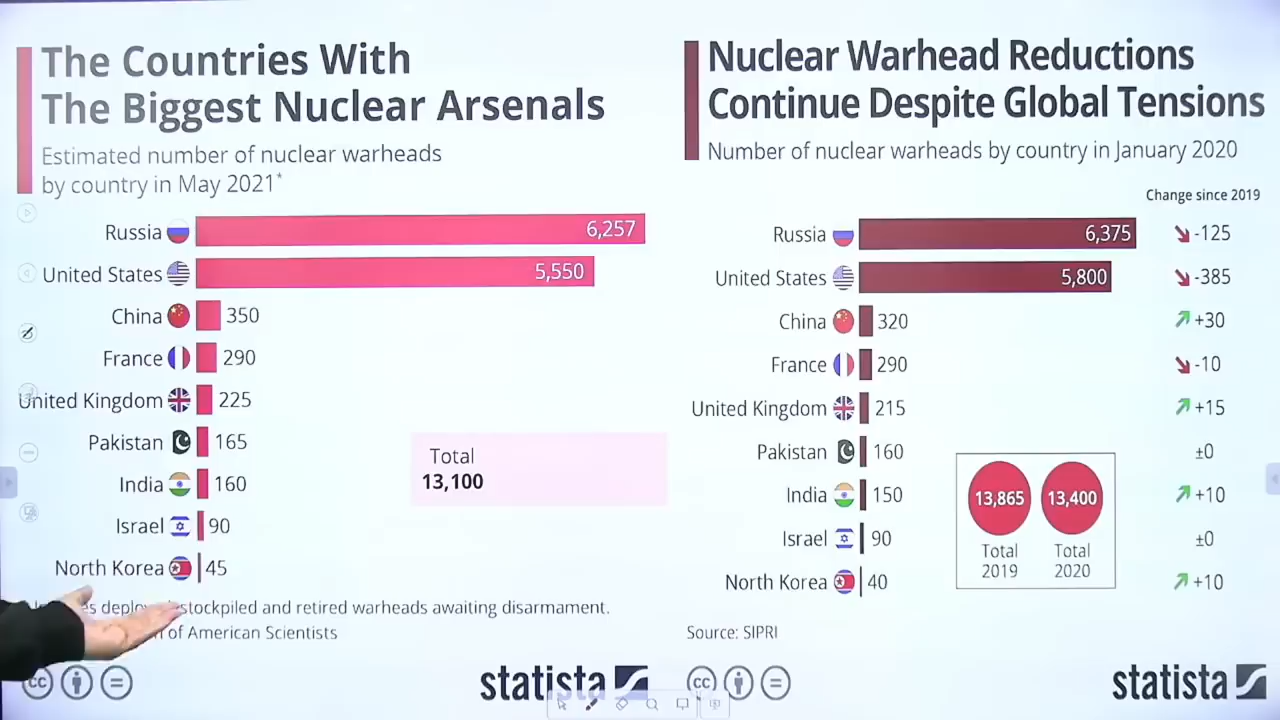 The Countries With
The Biggest Nuclear Arsenals
Estimated number of nuclear warheads
by country in May 2021*
Russia 6,257
United States 5,550
China 350
France 290
United Kingdom 225
Pakistan 165
India 160
Israel 90
North Korea 45
Total
13,100
stockpiled and retired warheads awaiting disarmament.
of American Scientists
cc
statista
Nuclear Warhead Reductions
Continue Despite Global Tensions
Number of nuclear warheads by country in January 2020
Change since 2019
Russia 6,375 -125
United States 5,800 -385
China 320 +30
France 290 -10
United Kingdom 215 +15
Pakistan 160 ±0
India 150 +10
Israel 90 ±0
North Korea 40 +10
13,865 13,400
Total Total
2019 2020
Source: SIPRI
cc
statista